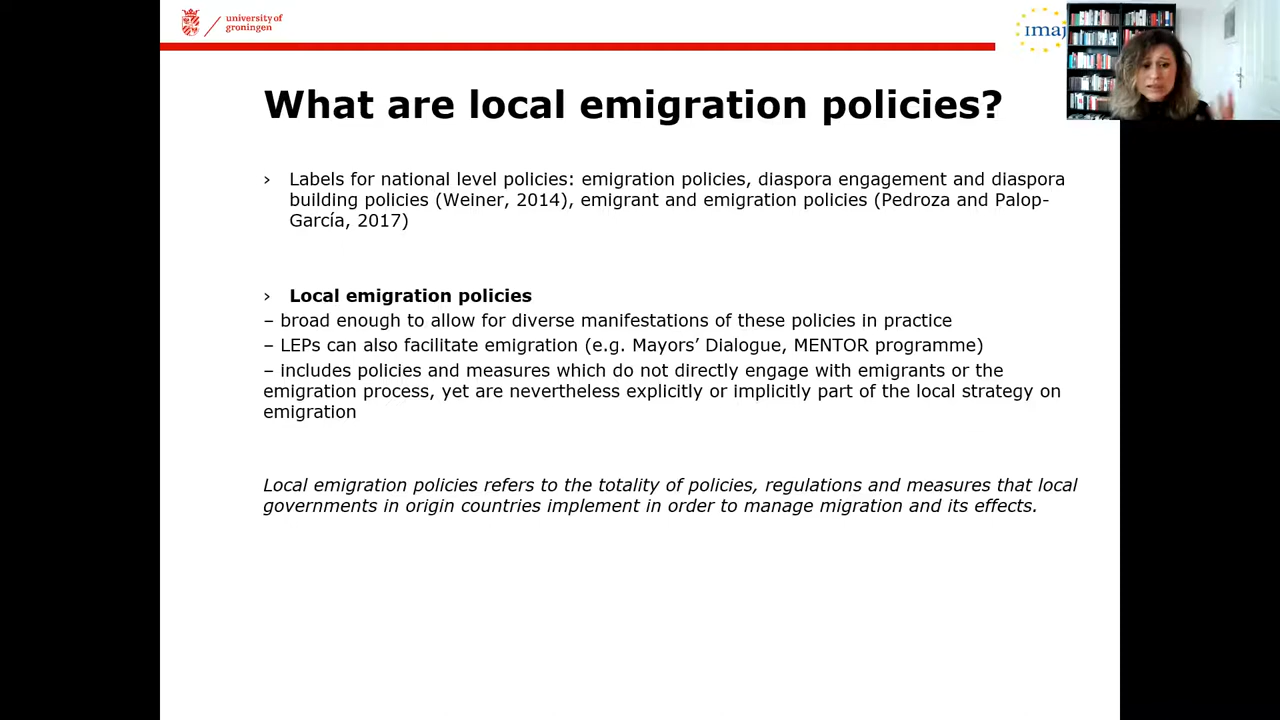 university of
groningen
imaj
What are local emigration policies?
› Labels for national level policies: emigration policies, diaspora engagement and diaspora
building policies (Weiner, 2014), emigrant and emigration policies (Pedroza and Palop-
García, 2017)
› Local emigration policies
– broad enough to allow for diverse manifestations of these policies in practice
– LEPs can also facilitate emigration (e.g. Mayors’ Dialogue, MENTOR programme)
– includes policies and measures which do not directly engage with emigrants or the
emigration process, yet are nevertheless explicitly or implicitly part of the local strategy on
emigration
Local emigration policies refers to the totality of policies, regulations and measures that local
governments in origin countries implement in order to manage migration and its effects.